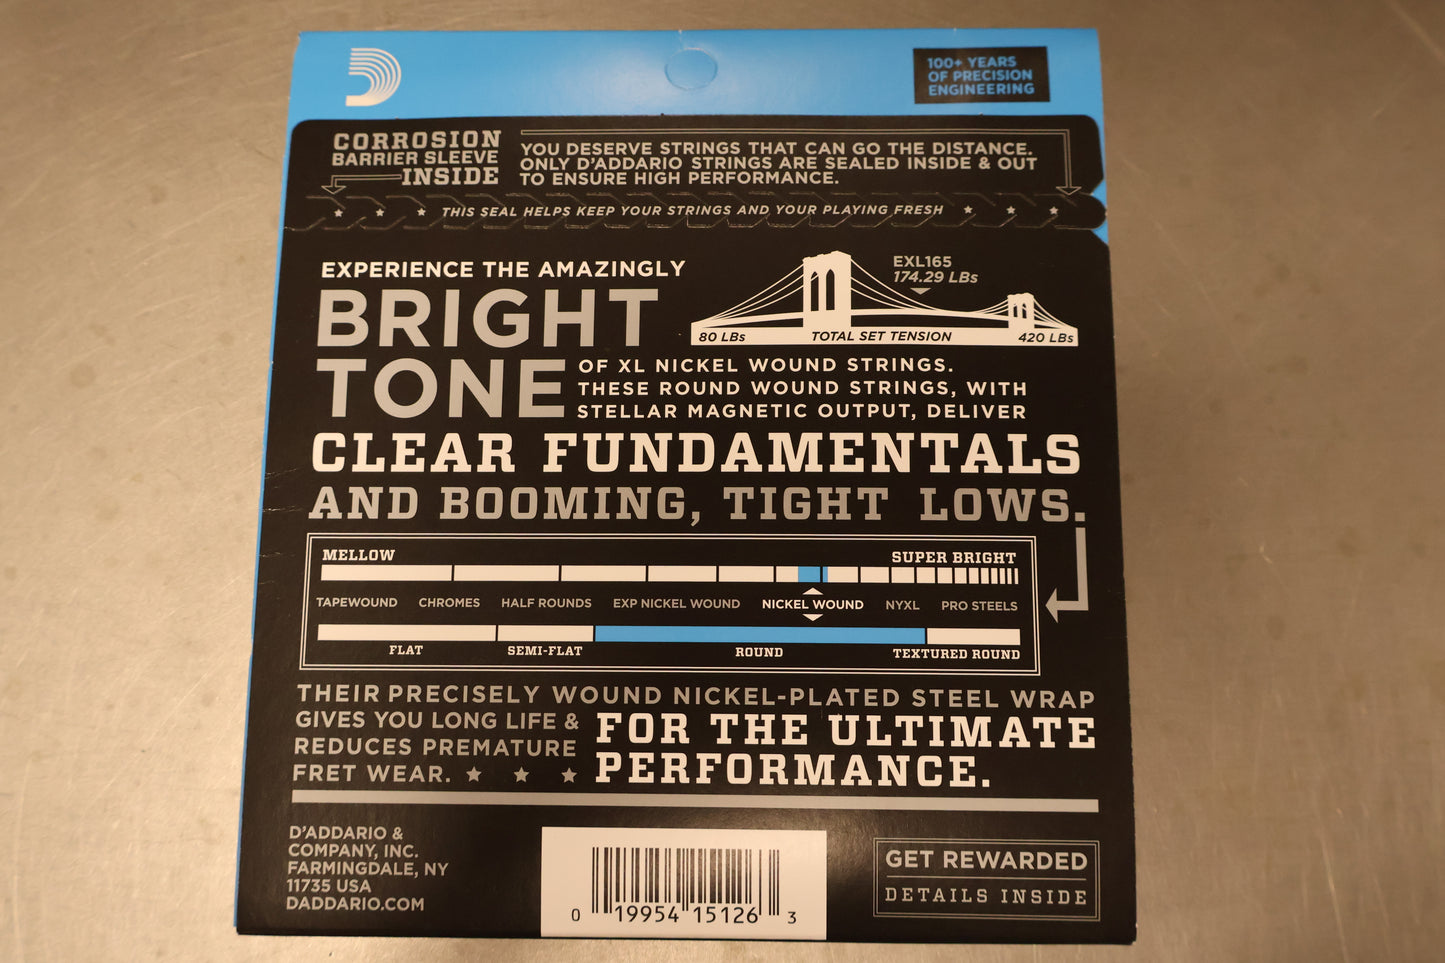 100+ YEARS
OF PRECISION
ENGINEERING
CORROSION
BARRIER SLEEVE
INSIDE
YOU DESERVE STRINGS THAT CAN GO THE DISTANCE.
ONLY D'ADDARIO STRINGS ARE SEALED INSIDE & OUT
TO ENSURE HIGH PERFORMANCE.
THIS SEAL HELPS KEEP YOUR STRINGS AND YOUR PLAYING FRESH
EXPERIENCE THE AMAZINGLY
BRIGHT
TONE
EXL165
174.29 LBs
80 LBs TOTAL SET TENSION 420 LBs
OF XL NICKEL WOUND STRINGS.
THESE ROUND WOUND STRINGS, WITH
STELLAR MAGNETIC OUTPUT, DELIVER
CLEAR FUNDAMENTALS
AND BOOMING, TIGHT LOWS.
MELLOW SUPER BRIGHT
TAPEWOUND CHROMES HALF ROUNDS EXP NICKEL WOUND NICKEL WOUND NYXL PRO STEELS
FLAT SEMI-FLAT ROUND TEXTURED ROUND
THEIR PRECISELY WOUND NICKEL-PLATED STEEL WRAP
GIVES YOU LONG LIFE &
REDUCES PREMATURE
FRET WEAR.
FOR THE ULTIMATE
PERFORMANCE.
D'ADDARIO &
COMPANY, INC.
FARMINGDALE, NY
11735 USA
DADDARIO.COM
0 19954 15126 3
GET REWARDED
DETAILS INSIDE